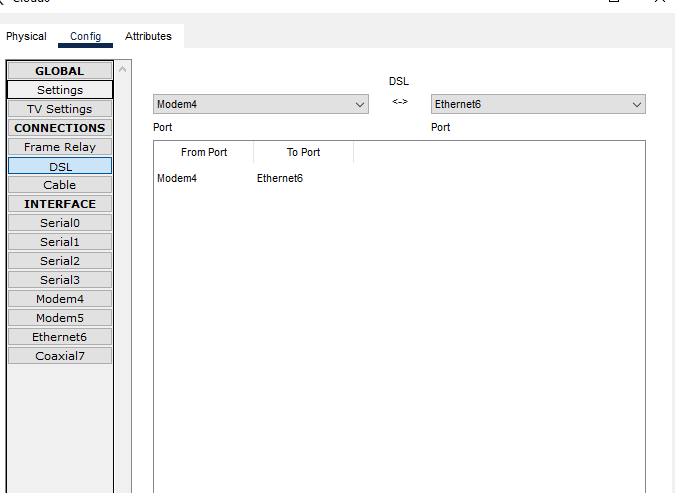 Physical Config Attributes
GLOBAL
Settings
TV Settings
CONNECTIONS
Frame Relay
DSL
Cable
INTERFACE
Serial0
Serial1
Serial2
Serial3
Modem4
Modem5
Ethernet6
Coaxial7
DSL
Modem4 <-> Ethernet6
Port Port
From Port To Port
Modem4 Ethernet6